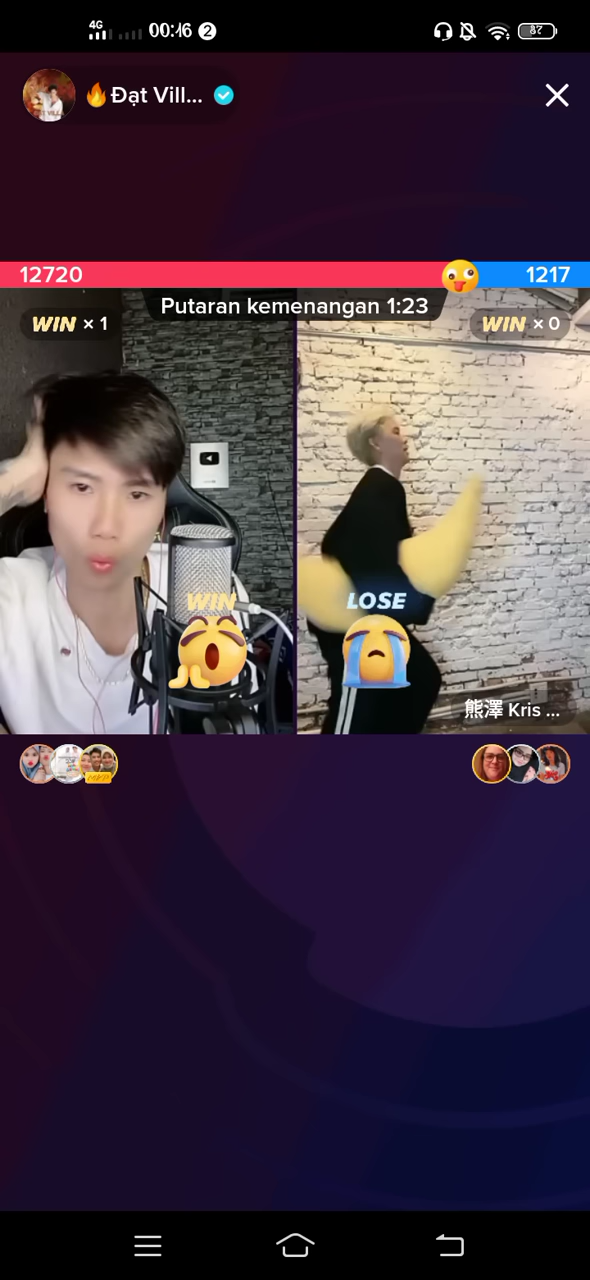 4G 00:46 2 87
🔥Đạt Vill...
12720 1217
Putaran kemenangan 1:23
WIN × 1 WIN × 0
WIN LOSE
熊澤 Kris ...